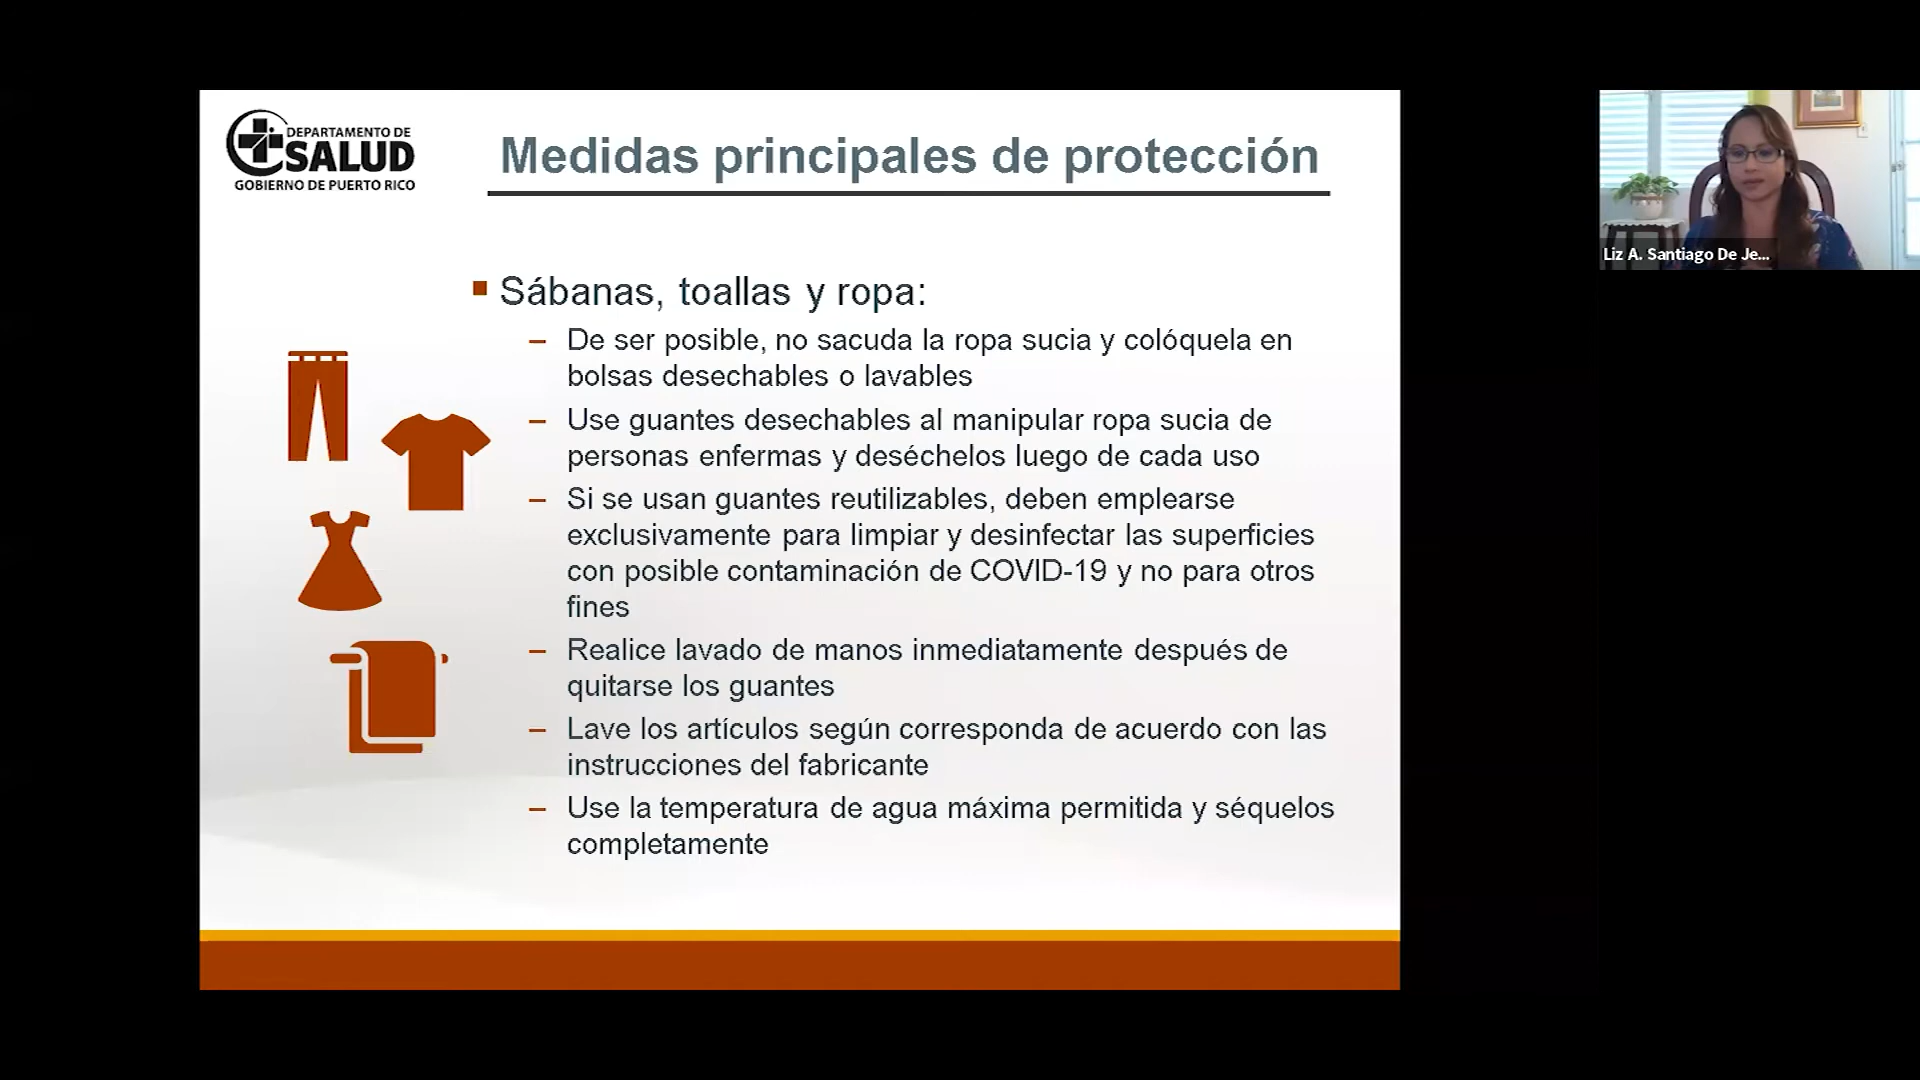 DEPARTAMENTO DE
SALUD
GOBIERNO DE PUERTO RICO
Medidas principales de protección
Liz A. Santiago De Je...
▪ Sábanas, toallas y ropa:
– De ser posible, no sacuda la ropa sucia y colóquela en
bolsas desechables o lavables
– Use guantes desechables al manipular ropa sucia de
personas enfermas y deséchelos luego de cada uso
– Si se usan guantes reutilizables, deben emplearse
exclusivamente para limpiar y desinfectar las superficies
con posible contaminación de COVID-19 y no para otros
fines
– Realice lavado de manos inmediatamente después de
quitarse los guantes
– Lave los artículos según corresponda de acuerdo con las
instrucciones del fabricante
– Use la temperatura de agua máxima permitida y séquelos
completamente